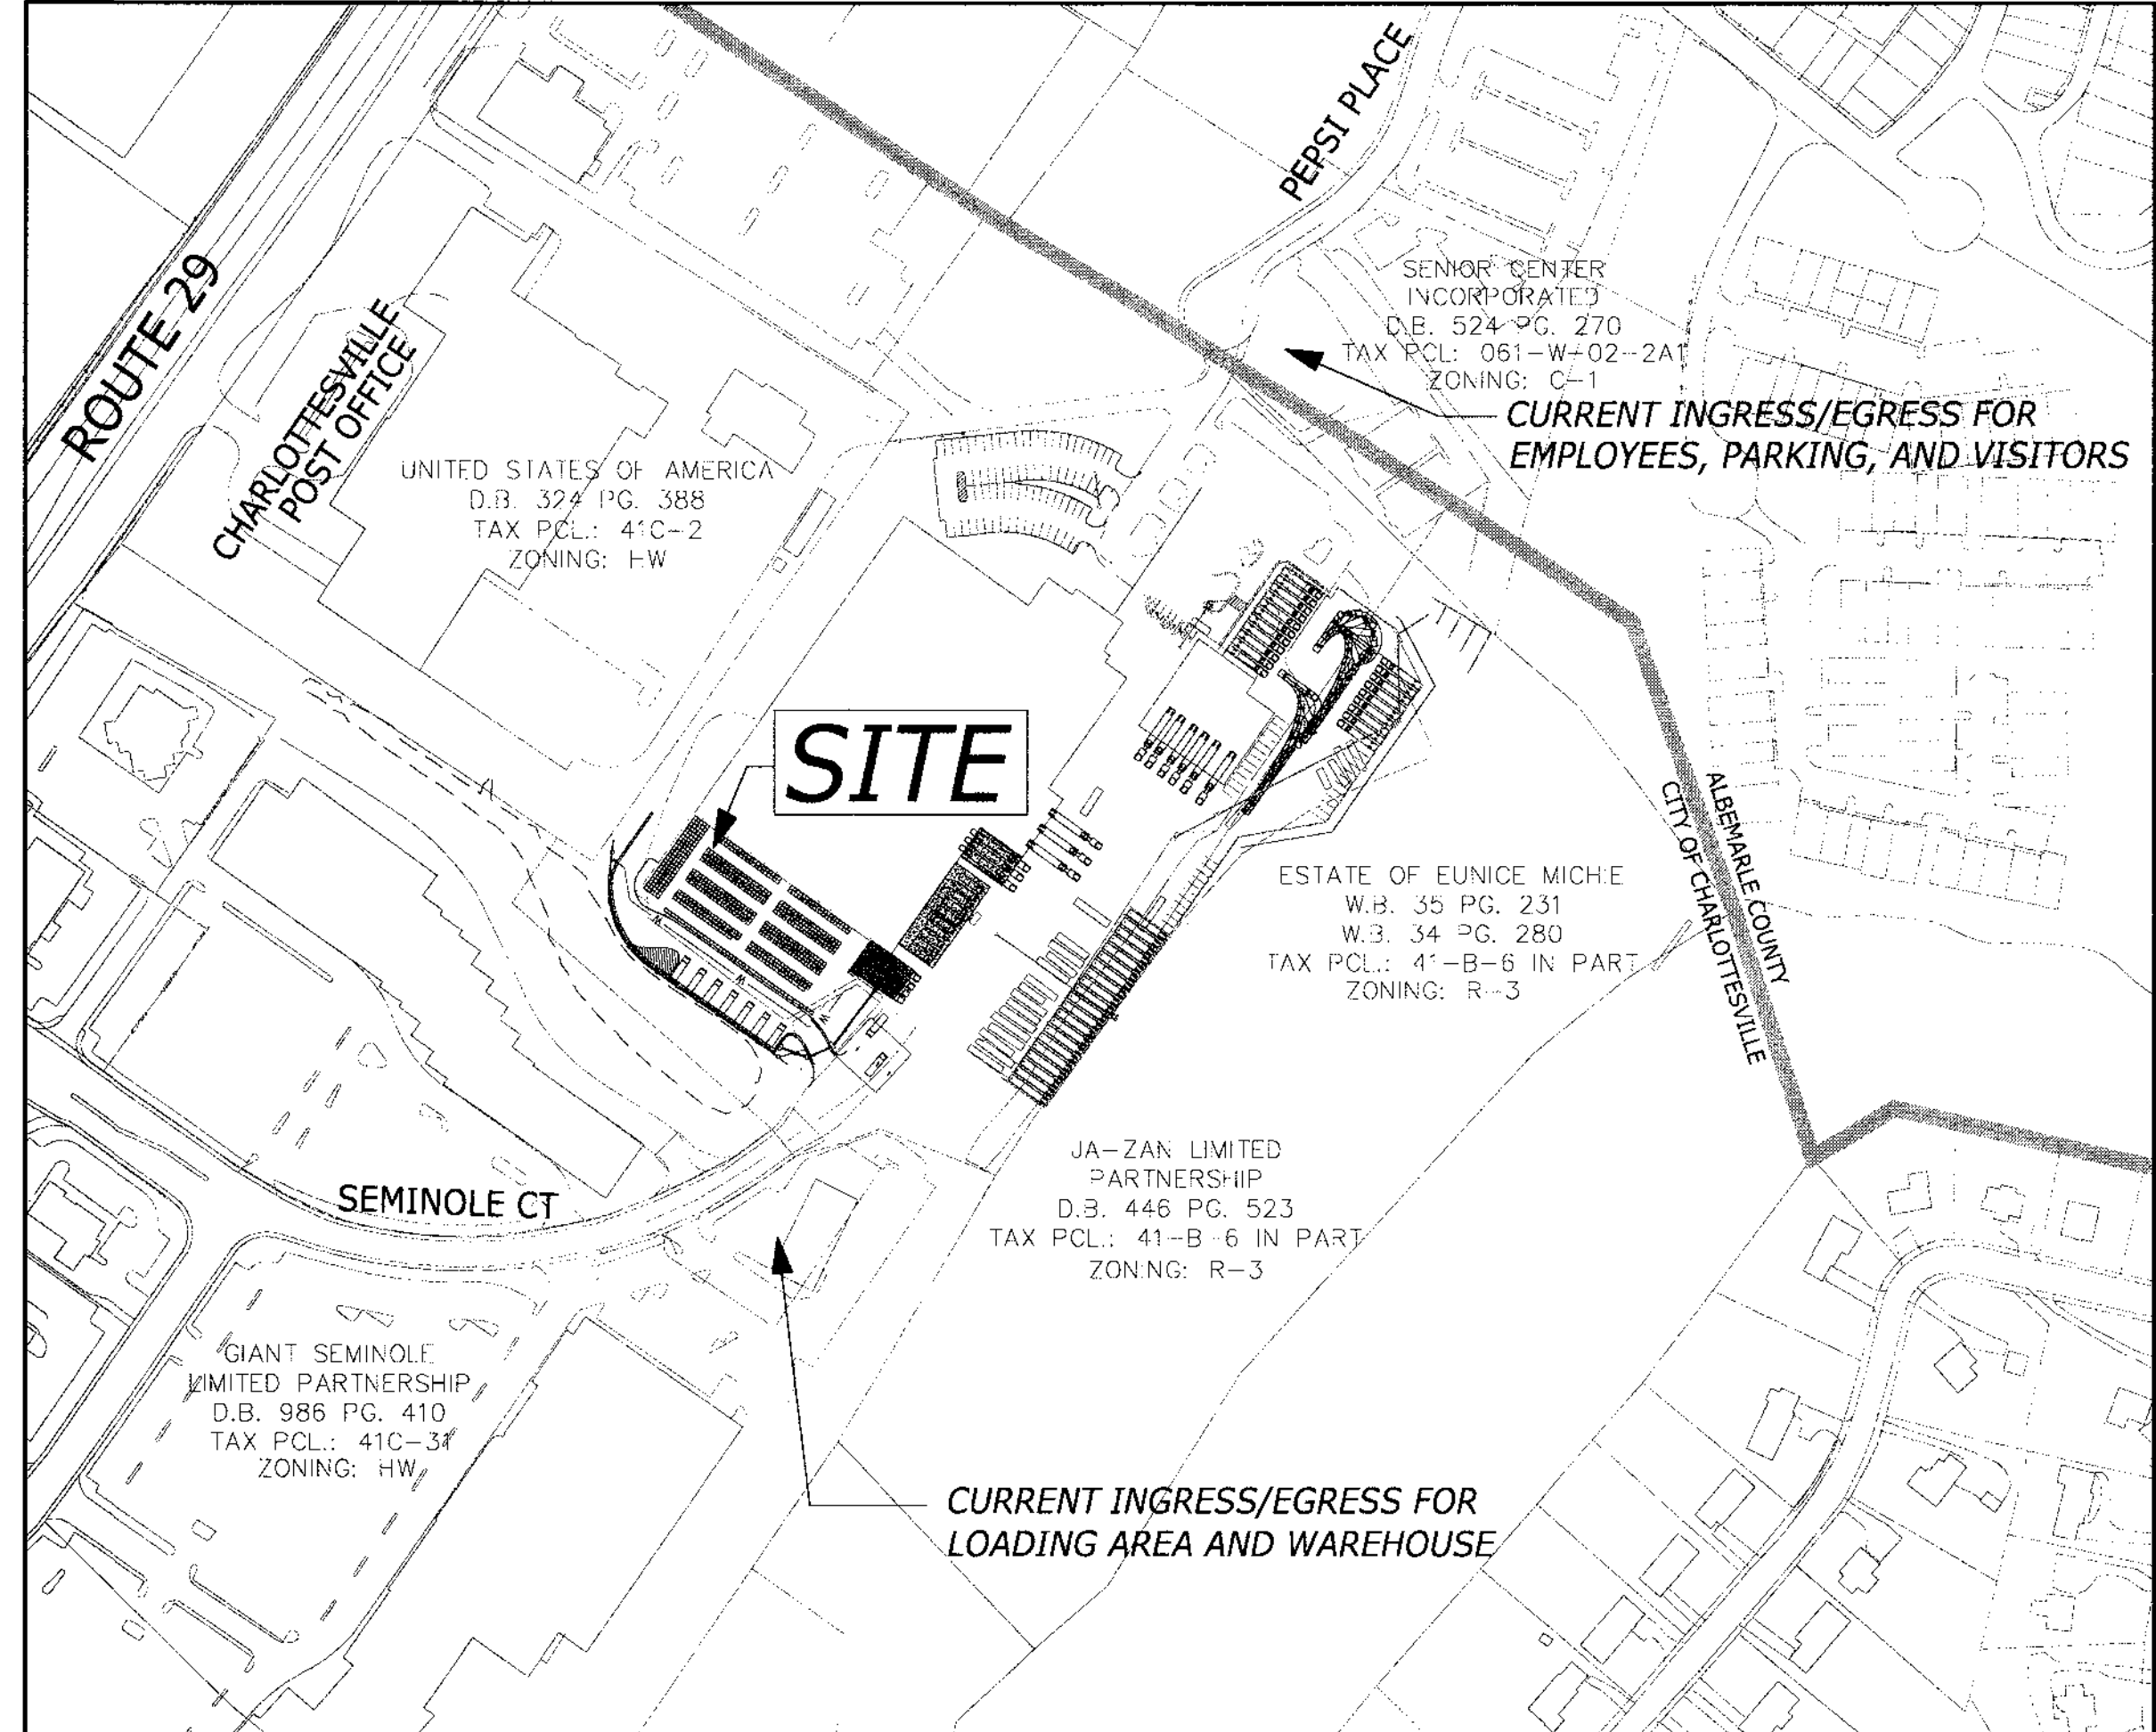 PEPSI PLACE
SENIOR CENTER
INCORPORATED
D.B. 524 PG. 270
TAX PCL: 061-W-02-2A1
ZONING: C-1
ROUTE 29
CHARLOTTESVILLE
POST OFFICE
CURRENT INGRESS/EGRESS FOR
EMPLOYEES, PARKING, AND VISITORS
UNITED STATES OF AMERICA
D.B. 324 PG. 388
TAX PCL.: 41C-2
ZONING: HW
SITE
ALBEMARLE COUNTY
CITY OF CHARLOTTESVILLE
ESTATE OF EUNICE MICHIE
W.B. 35 PG. 231
W.B. 34 PG. 280
TAX PCL.: 41-B-6 IN PART
ZONING: R-3
W
W
W
JA-ZAN LIMITED
PARTNERSHIP
D.B. 446 PG. 523
TAX PCL.: 41-B-6 IN PART
ZONING: R-3
SEMINOLE CT
GIANT SEMINOLE
LIMITED PARTNERSHIP
D.B. 986 PG. 410
TAX PCL.: 41C-31
ZONING: HW
CURRENT INGRESS/EGRESS FOR
LOADING AREA AND WAREHOUSE